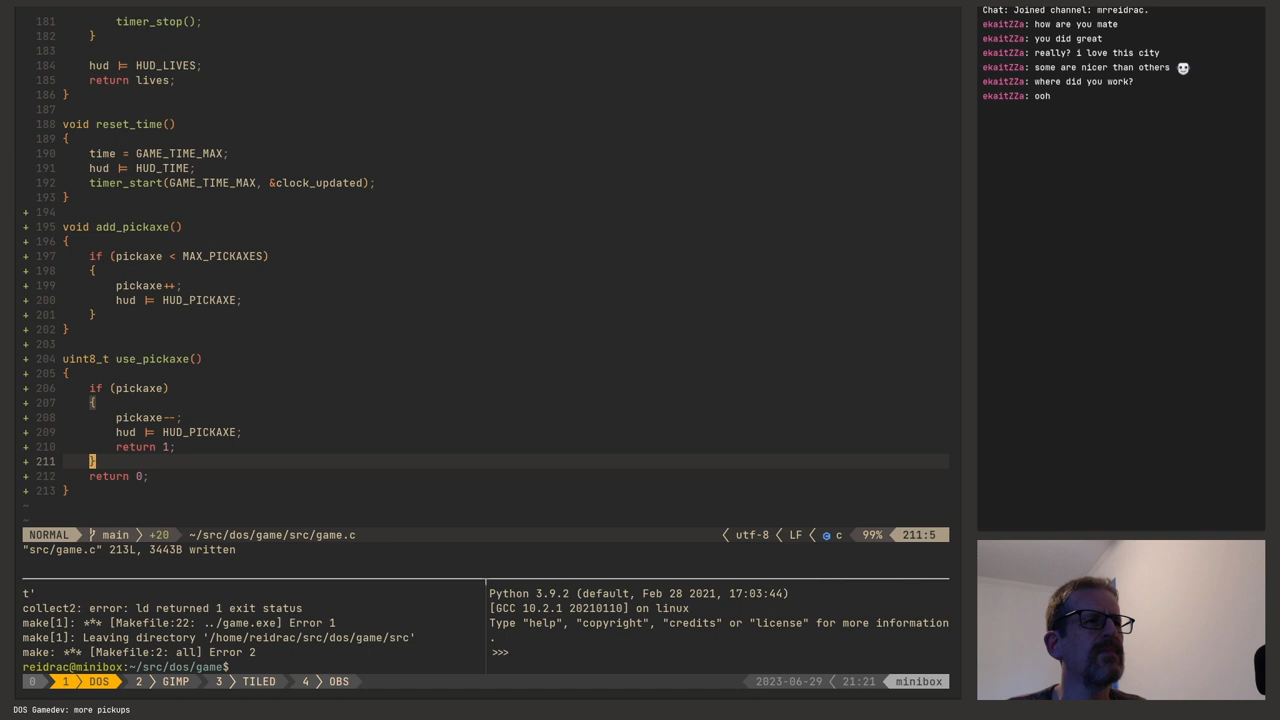 181         timer_stop();
182     }
183
184     hud |= HUD_LIVES;
185     return lives;
186 }
187
188 void reset_time()
189 {
190     time = GAME_TIME_MAX;
191     hud |= HUD_TIME;
192     timer_start(GAME_TIME_MAX, &clock_updated);
193 }
+ 194
+ 195 void add_pickaxe()
+ 196 {
+ 197     if (pickaxe < MAX_PICKAXES)
+ 198     {
+ 199         pickaxe++;
+ 200         hud |= HUD_PICKAXE;
+ 201     }
+ 202 }
+ 203
+ 204 uint8_t use_pickaxe()
+ 205 {
+ 206     if (pickaxe)
+ 207     {
+ 208         pickaxe--;
+ 209         hud |= HUD_PICKAXE;
+ 210         return 1;
+ 211     }
+ 212     return 0;
+ 213 }
~
~
NORMAL main +20 ~/src/dos/game/src/game.c utf-8 LF c 99% 211:5
"src/game.c" 213L, 3443B written
t'
collect2: error: ld returned 1 exit status
make[1]: *** [Makefile:22: ../game.exe] Error 1
make[1]: Leaving directory '/home/reidrac/src/dos/game/src'
make: *** [Makefile:2: all] Error 2
reidrac@minibox:~/src/dos/game$
Python 3.9.2 (default, Feb 28 2021, 17:03:44)
[GCC 10.2.1 20210110] on linux
Type "help", "copyright", "credits" or "license" for more information
.
>>>
0 1 DOS 2 GIMP 3 TILED 4 OBS 2023-06-29 21:21 minibox
DOS Gamedev: more pickups
Chat: Joined channel: mrreidrac.
ekaitZZa: how are you mate
ekaitZZa: you did great
ekaitZZa: really? i love this city
ekaitZZa: some are nicer than others
ekaitZZa: where did you work?
ekaitZZa: ooh